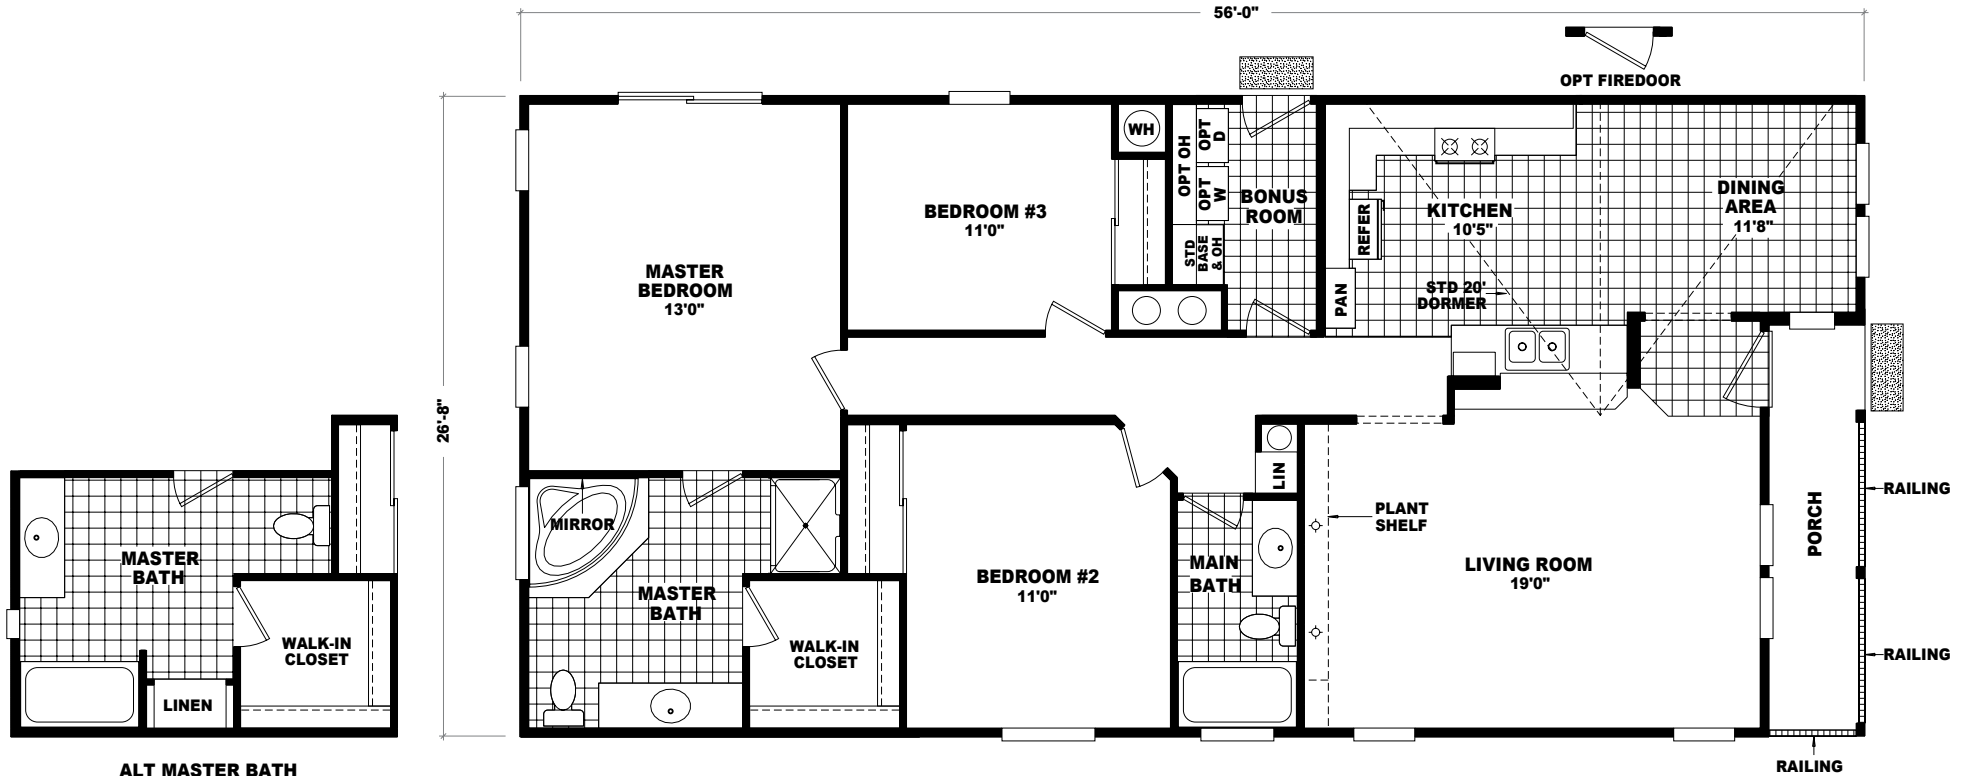 56'-0"
OPT FIREDOOR
26'-8"
MASTER
BEDROOM
13'0"
BEDROOM #3
11'0"
WH
OPT OH
OPT
D
OPT
W
STD
BASE
& OH
BONUS
ROOM
REFER
PAN
KITCHEN
10'5"
STD 20'
DORMER
DINING
AREA
11'8"
MIRROR
MASTER
BATH
WALK-IN
CLOSET
BEDROOM #2
11'0"
LIN
MAIN
BATH
PLANT
SHELF
LIVING ROOM
19'0"
PORCH
RAILING
RAILING
RAILING
MASTER
BATH
WALK-IN
CLOSET
LINEN
ALT MASTER BATH